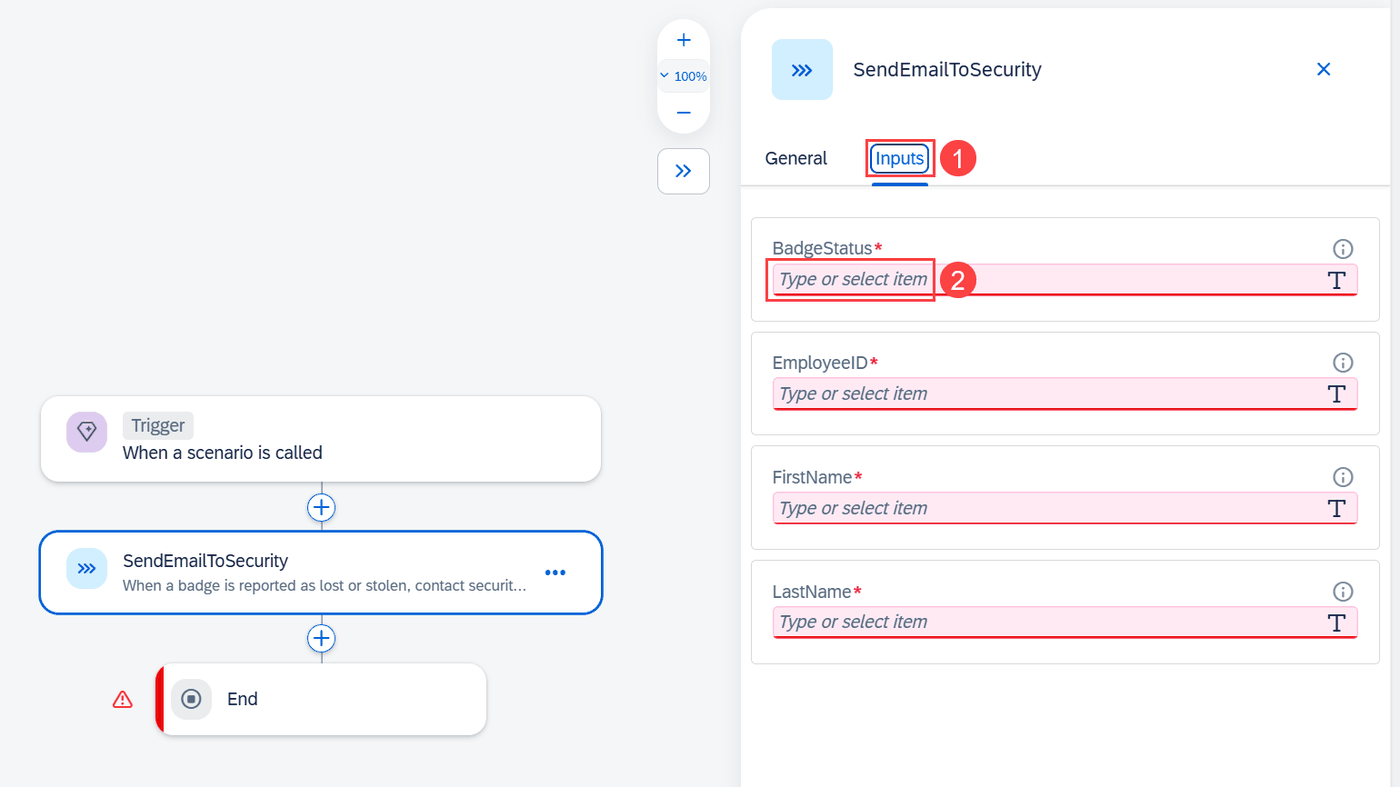 100%
Trigger
When a scenario is called
SendEmailToSecurity
When a badge is reported as lost or stolen, contact securit...
End
SendEmailToSecurity
General
Inputs
1
BadgeStatus*
Type or select item
2
EmployeeID*
Type or select item
FirstName*
Type or select item
LastName*
Type or select item